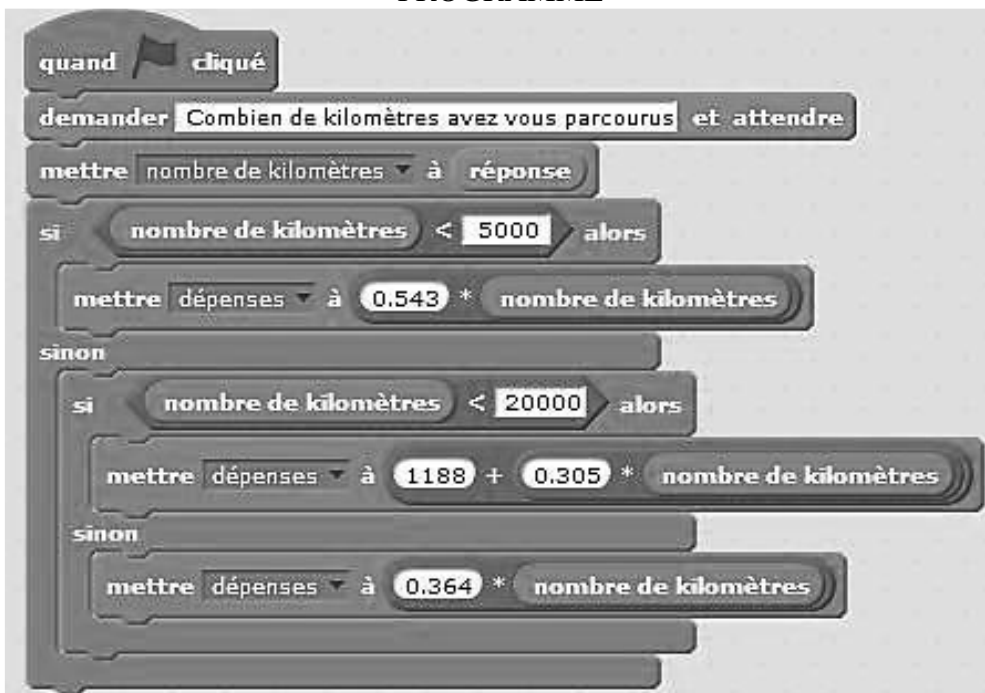 PROGRAMME
quand cliqué
demander Combien de kilomètres avez vous parcourus et attendre
mettre nombre de kilomètres à réponse
si nombre de kilomètres < 5000 alors
mettre dépenses à 0.543 * nombre de kilomètres
sinon
si nombre de kilomètres < 20000 alors
mettre dépenses à 1188 + 0.305 * nombre de kilomètres
sinon
mettre dépenses à 0.364 * nombre de kilomètres